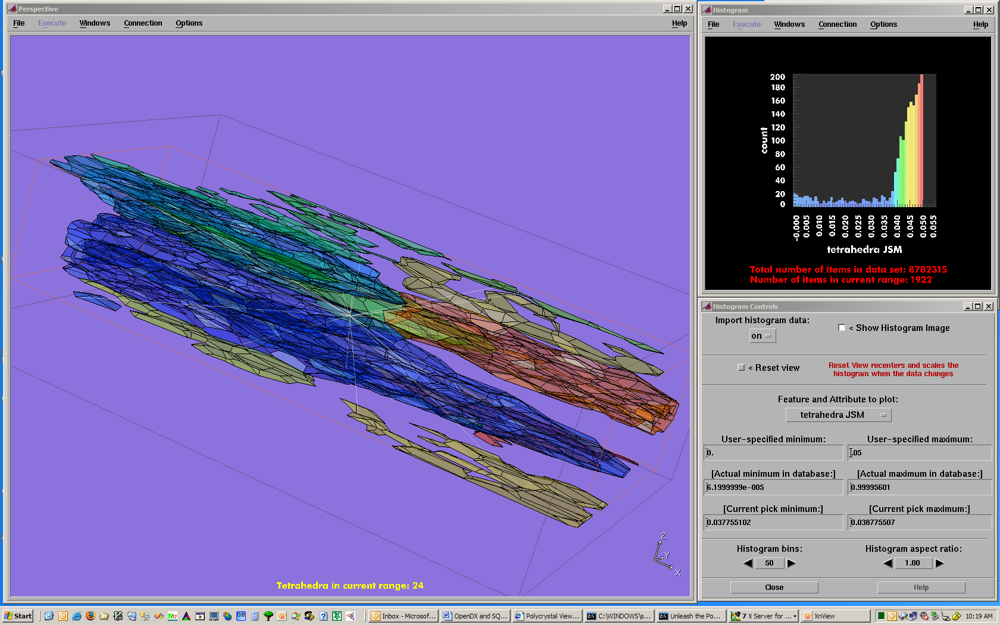 Perspective
File Execute Windows Connection Options Help
Tetrahedra in current range: 24
Z
Y
X
Histogram
File Execute Windows Connection Options Help
200
180
160
140
120
100
80
60
40
20
0
count
-0.000 0.005 0.010 0.015 0.020 0.025 0.030 0.035 0.040 0.045 0.050 0.055
tetrahedra JSM
Total number of items in data set: 8782315
Number of items in current range: 1922
Histogram Controls
Import histogram data:
on
< Show Histogram Image
< Reset view
Reset View recenters and scales the
histogram when the data changes
Feature and Attribute to plot:
tetrahedra JSM
User-specified minimum: User-specified maximum:
0. .05
[Actual minimum in database:] [Actual maximum in database:]
6.1999999e-005 0.99995601
[Current pick minimum:] [Current pick maximum:]
0.037755102 0.038775507
Histogram bins: Histogram aspect ratio:
50 1.00
Close Help
Start
Nu
DB
Inbox - Microsof...
OpenDX and SQ...
Polycrystal View...
C:\WINDOWS\s...
Unleash the Po...
7 X Server for ...
XnView
10:19 AM